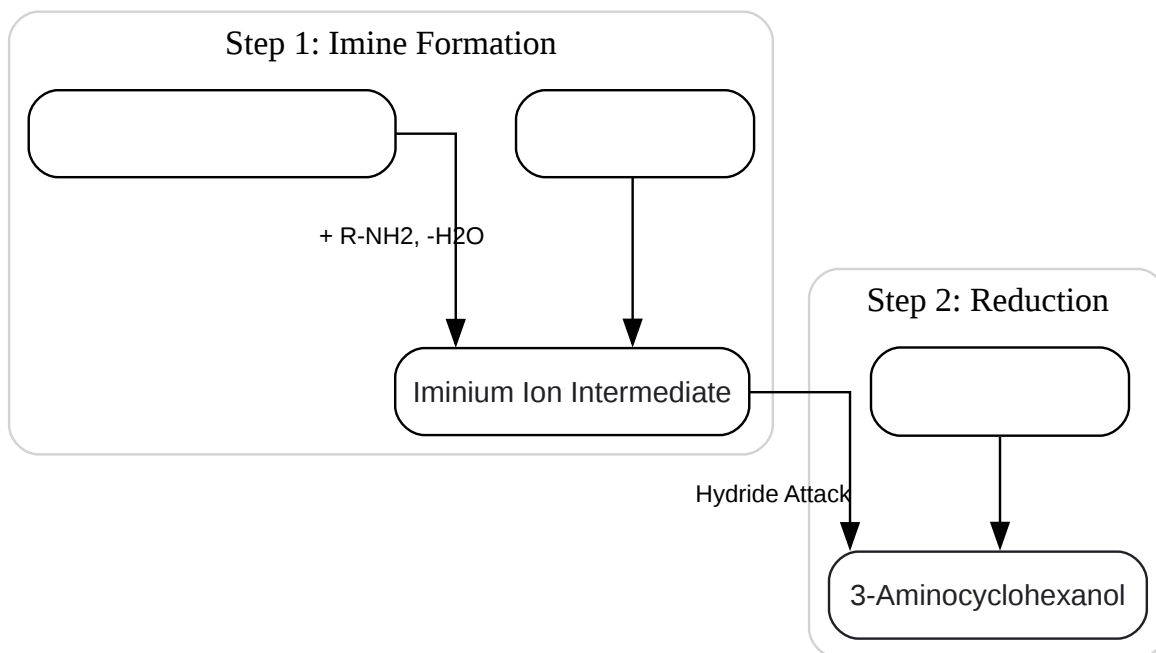 Step 1: Imine Formation
+ R-NH2, -H2O
Iminium Ion Intermediate
Step 2: Reduction
Hydride Attack
3-Aminocyclohexanol